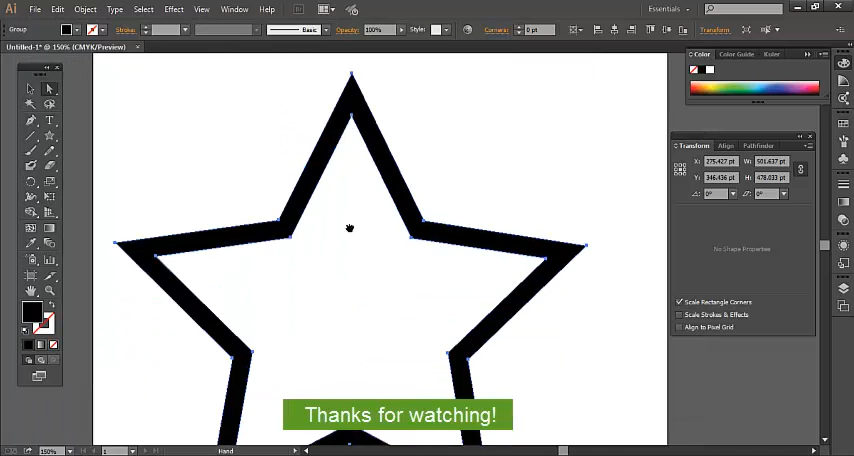 Ai File Edit Object Type Select Effect View Window Help Essentials
Group Stroke: Basic Opacity: 100% Style: Corners: 0 pt Transform
Untitled-1* @ 150% (CMYK/Preview) ×
Color Color Guide Kuler
Transform Align Pathfinder
X: 275.427 pt W: 501.637 pt
Y: 346.436 pt H: 478.033 pt
0° 0°
No Shape Properties
Scale Rectangle Corners
Scale Strokes & Effects
Align to Pixel Grid
Thanks for watching!
150% 1 Hand